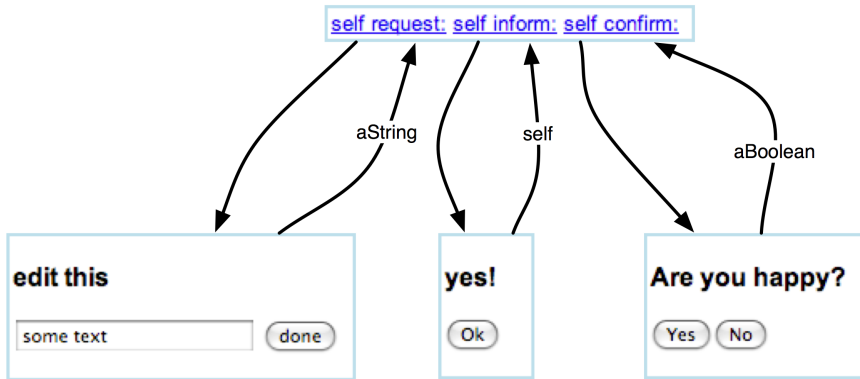 self request: self inform: self confirm:
aString
self
aBoolean
edit this
some text
done
yes!
Ok
Are you happy?
Yes No